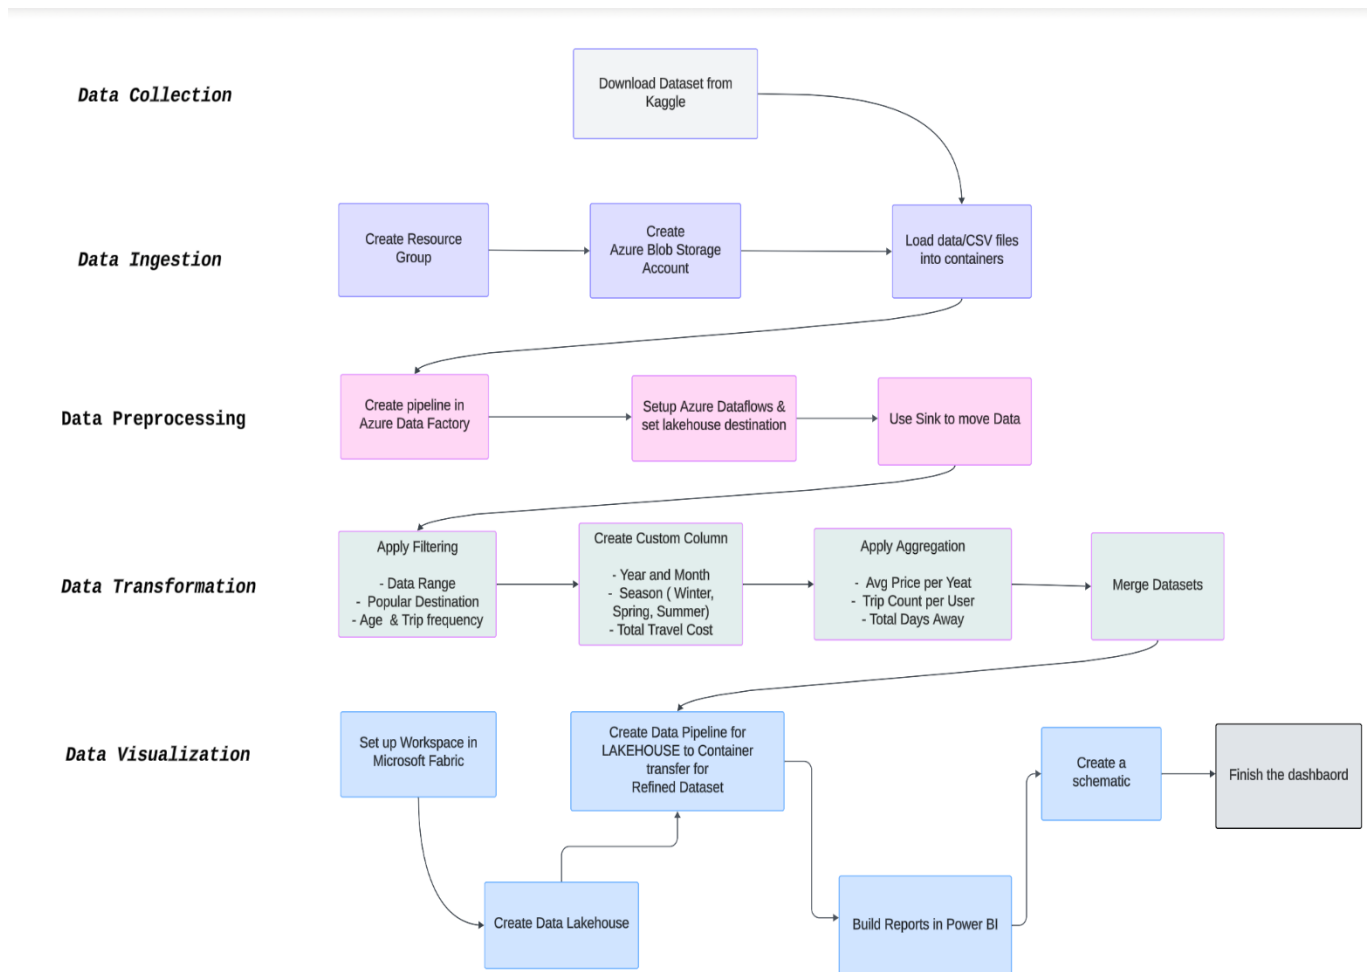 Data Collection
Download Dataset from
Kaggle
Data Ingestion
Create Resource
Group
Create
Azure Blob Storage
Account
Load data/CSV files
into containers
Data Preprocessing
Create pipeline in
Azure Data Factory
Setup Azure Dataflows &
set lakehouse destination
Use Sink to move Data
Data Transformation
Apply Filtering
- Data Range
- Popular Destination
- Age & Trip frequency
Create Custom Column
- Year and Month
- Season ( Winter,
Spring, Summer)
- Total Travel Cost
Apply Aggregation
- Avg Price per Yeat
- Trip Count per User
- Total Days Away
Merge Datasets
Data Visualization
Set up Workspace in
Microsoft Fabric
Create Data Pipeline for
LAKEHOUSE to Container
transfer for
Refined Dataset
Create a
schematic
Finish the dashbaord
Create Data Lakehouse
Build Reports in Power BI